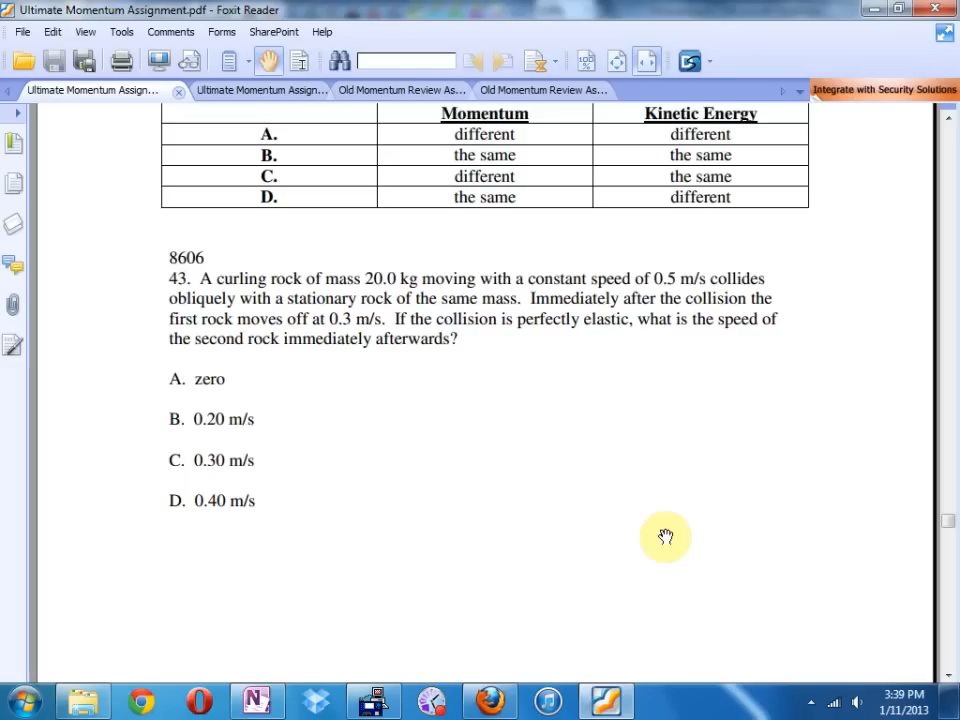 Ultimate Momentum Assignment.pdf - Foxit Reader
File Edit View Tools Comments Forms SharePoint Help
Ultimate Momentum Assign... Ultimate Momentum Assign... Old Momentum Review As... Old Momentum Review As... Integrate with Security Solutions
Momentum Kinetic Energy
A. different different
B. the same the same
C. different the same
D. the same different
8606
43. A curling rock of mass 20.0 kg moving with a constant speed of 0.5 m/s collides
obliquely with a stationary rock of the same mass. Immediately after the collision the
first rock moves off at 0.3 m/s. If the collision is perfectly elastic, what is the speed of
the second rock immediately afterwards?
A. zero
B. 0.20 m/s
C. 0.30 m/s
D. 0.40 m/s
3:39 PM
1/11/2013